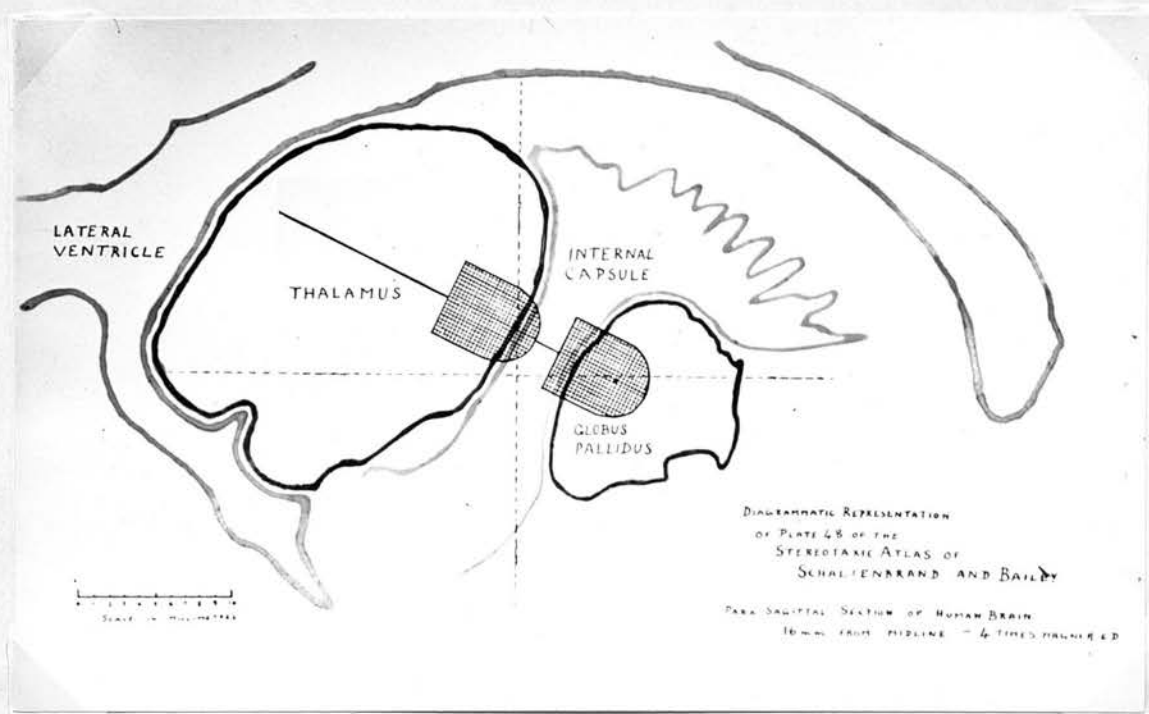 LATERAL
VENTRICLE
THALAMUS
INTERNAL
CAPSULE
GLOBUS
PALLIDUS
DIAGRAMMATIC REPRESENTATION
OF PLATE 48 OF THE
STEREOTAXIC ATLAS OF
SCHALTENBRAND AND BAILEY
PARA SAGITTAL SECTION OF HUMAN BRAIN
16 mm FROM MIDLINE - 4 TIMES MAGNIFIED
SCALE IN MILLIMETRES